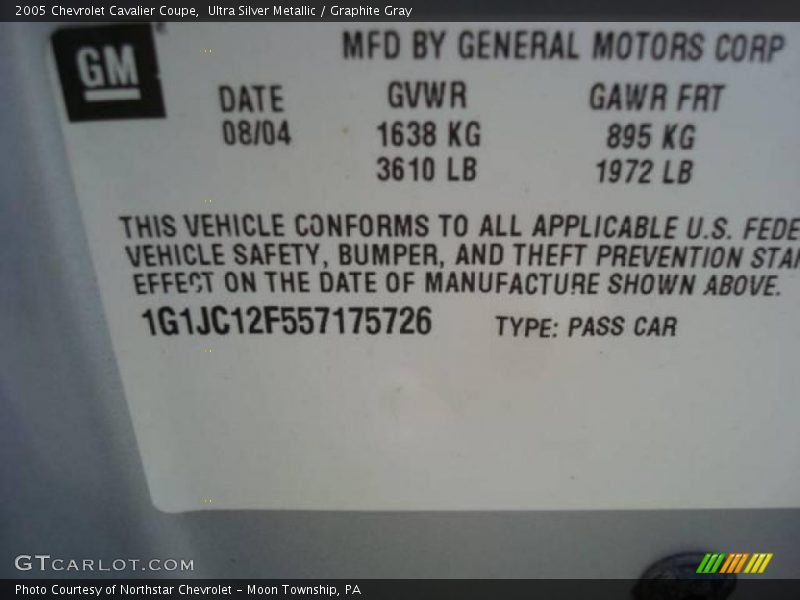 2005 Chevrolet Cavalier Coupe,  Ultra Silver Metallic / Graphite Gray
GM
MFD BY GENERAL MOTORS CORP
DATE GVWR GAWR FRT
08/04 1638 KG 895 KG
3610 LB 1972 LB
THIS VEHICLE CONFORMS TO ALL APPLICABLE U.S. FEDE
VEHICLE SAFETY, BUMPER, AND THEFT PREVENTION STAN
EFFECT ON THE DATE OF MANUFACTURE SHOWN ABOVE.
1G1JC12F557175726 TYPE: PASS CAR
GTCARLOT.COM
Photo Courtesy of Northstar Chevrolet - Moon Township, PA